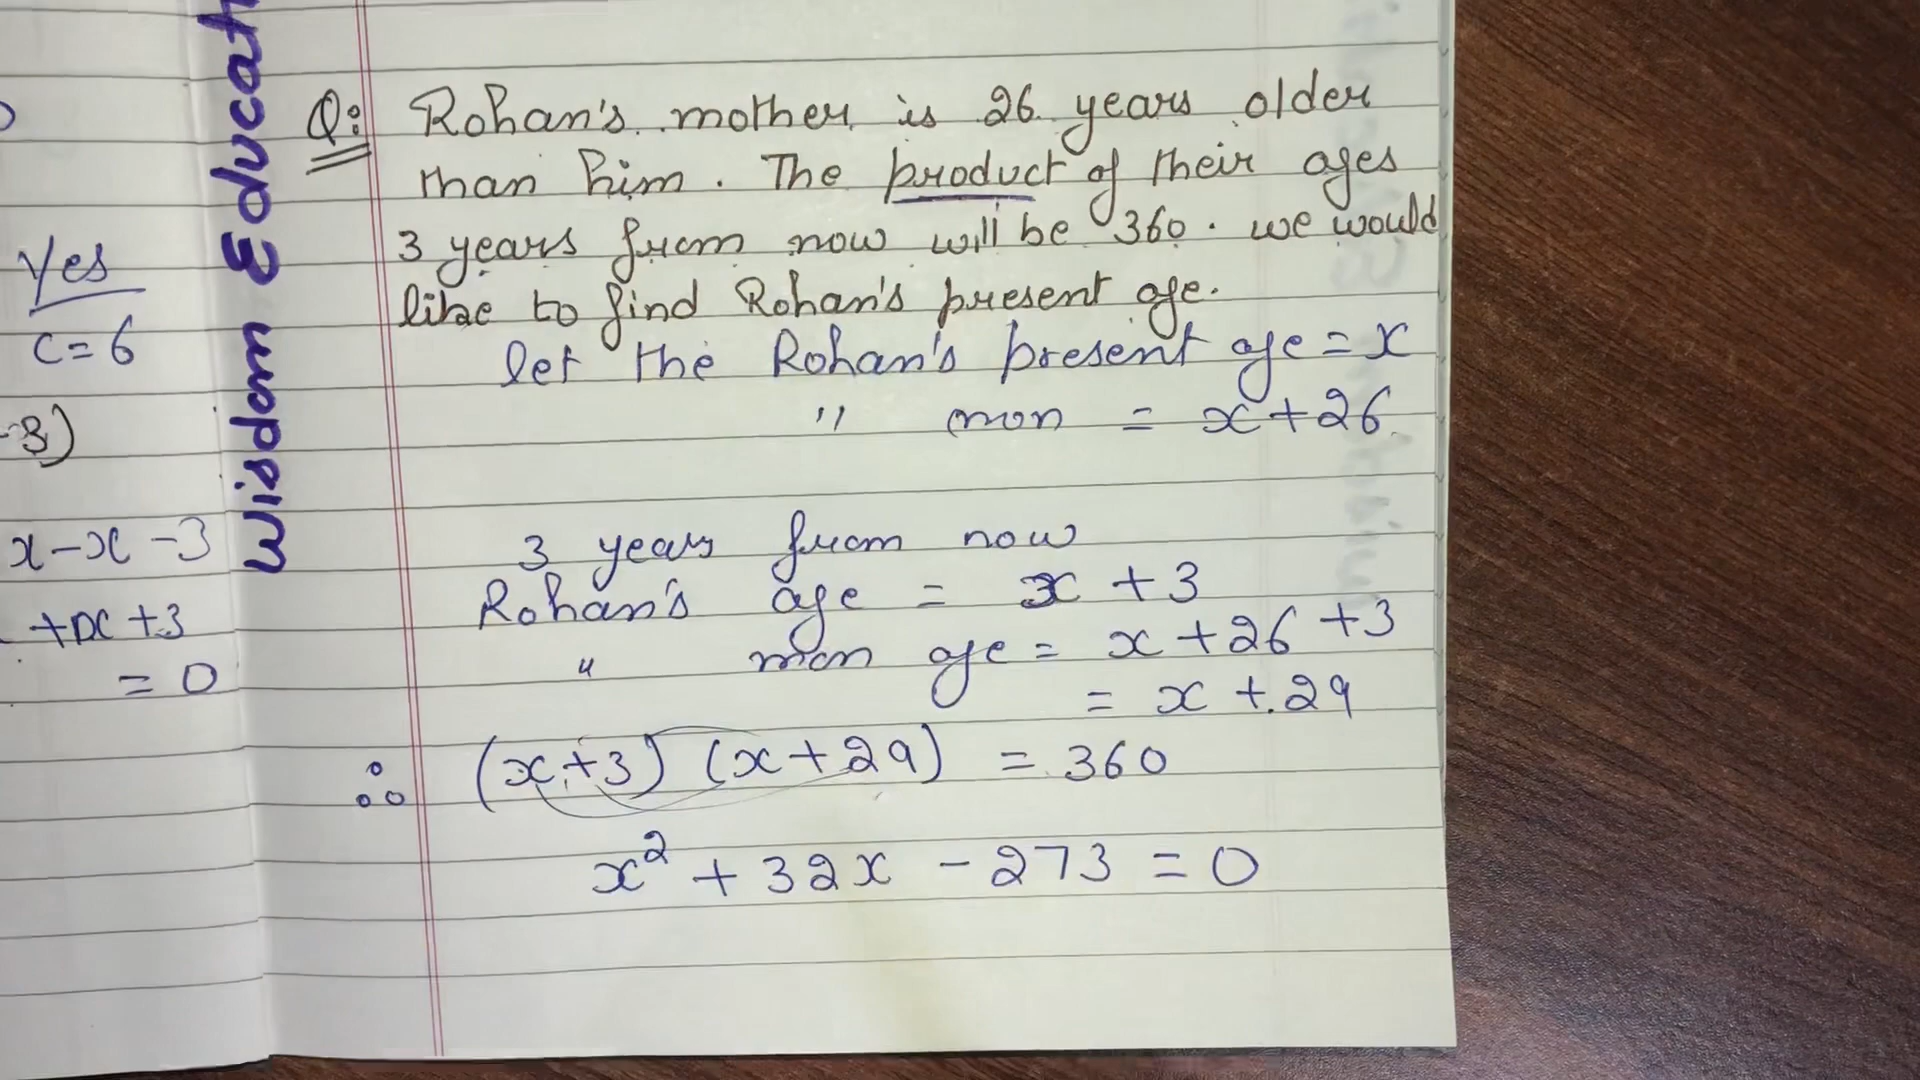 Yes
C = 6
-3)
x - x - 3
+x + 3
= 0
Wisdom Educat
Q: Rohan's mother is 26 years older
than him. The product of their ages
3 years from now will be 360. we would
like to find Rohan's present age.
let the Rohan's present age = x
" mom = x + 26
3 years from now
Rohan's age = x + 3
" mom age = x + 26 + 3
= x + 29
∴ (x+3) (x+29) = 360
x² + 32x - 273 = 0